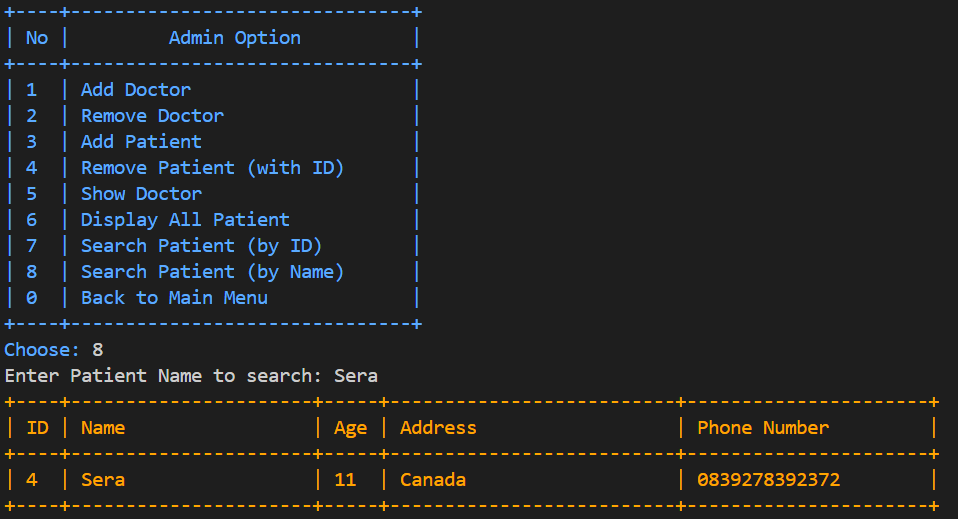 +----+-------------------------------+
| No |         Admin Option          |
+----+-------------------------------+
| 1  | Add Doctor                    |
| 2  | Remove Doctor                 |
| 3  | Add Patient                   |
| 4  | Remove Patient (with ID)      |
| 5  | Show Doctor                   |
| 6  | Display All Patient           |
| 7  | Search Patient (by ID)        |
| 8  | Search Patient (by Name)      |
| 0  | Back to Main Menu             |
+----+-------------------------------+
Choose: 8
Enter Patient Name to search: Sera
+----+----------------------+-----+--------------------------+----------------------+
| ID | Name                 | Age | Address                  | Phone Number         |
+----+----------------------+-----+--------------------------+----------------------+
| 4  | Sera                 | 11  | Canada                   | 0839278392372        |
+----+----------------------+-----+--------------------------+----------------------+